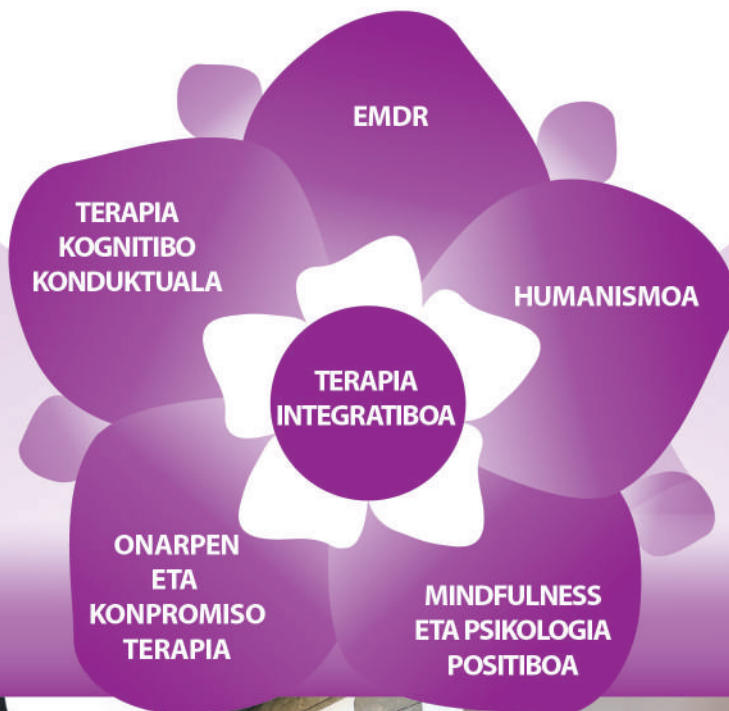 EMDR
TERAPIA
KOGNITIBO
KONDUKTUALA
HUMANISMOA
TERAPIA
INTEGRATIBOA
ONARPEN
ETA
KONPROMISO
TERAPIA
MINDFULNESS
ETA PSIKOLOGIA
POSITIBOA